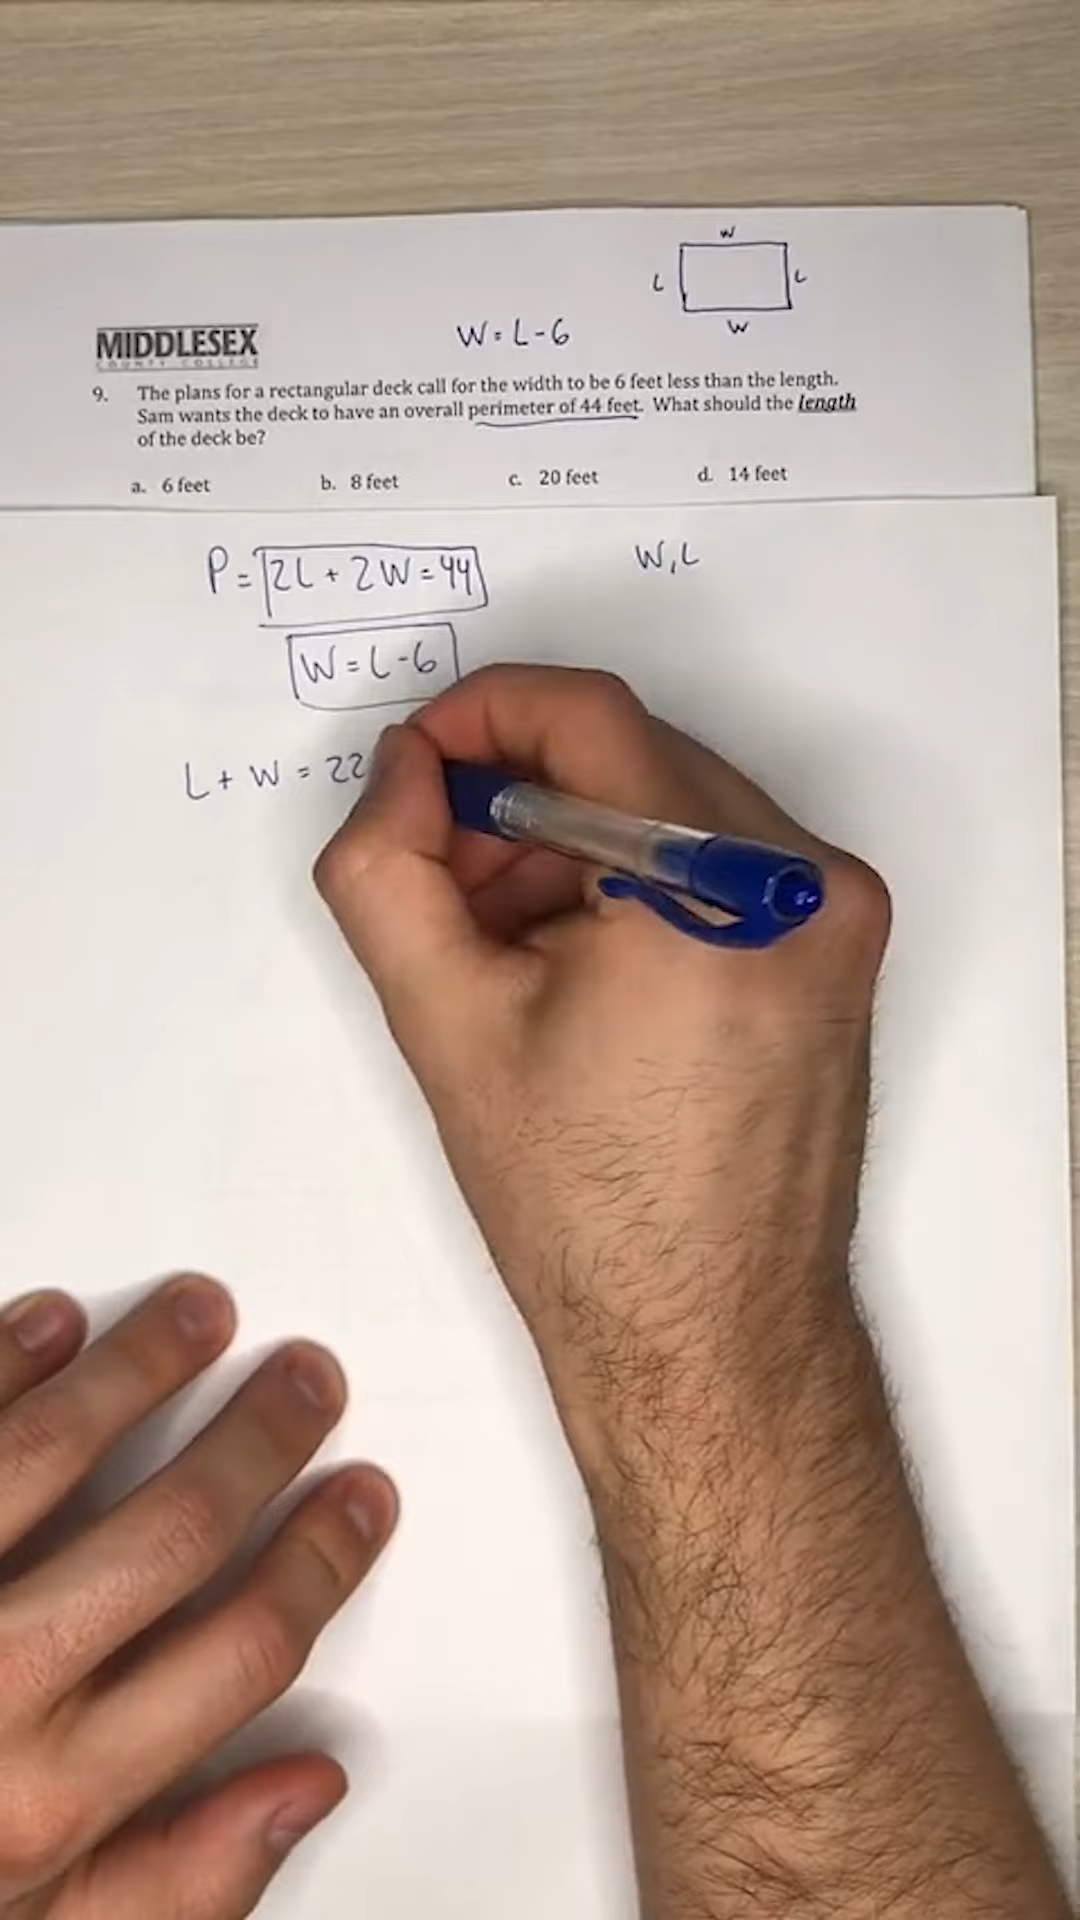 W
L
L
W
W=L-6
MIDDLESEX
COUNTY COLLEGE
9. The plans for a rectangular deck call for the width to be 6 feet less than the length.
Sam wants the deck to have an overall perimeter of 44 feet. What should the length
of the deck be?
a. 6 feet b. 8 feet c. 20 feet d. 14 feet
P=2L+2W=44
W,L
W=L-6
L+W=22